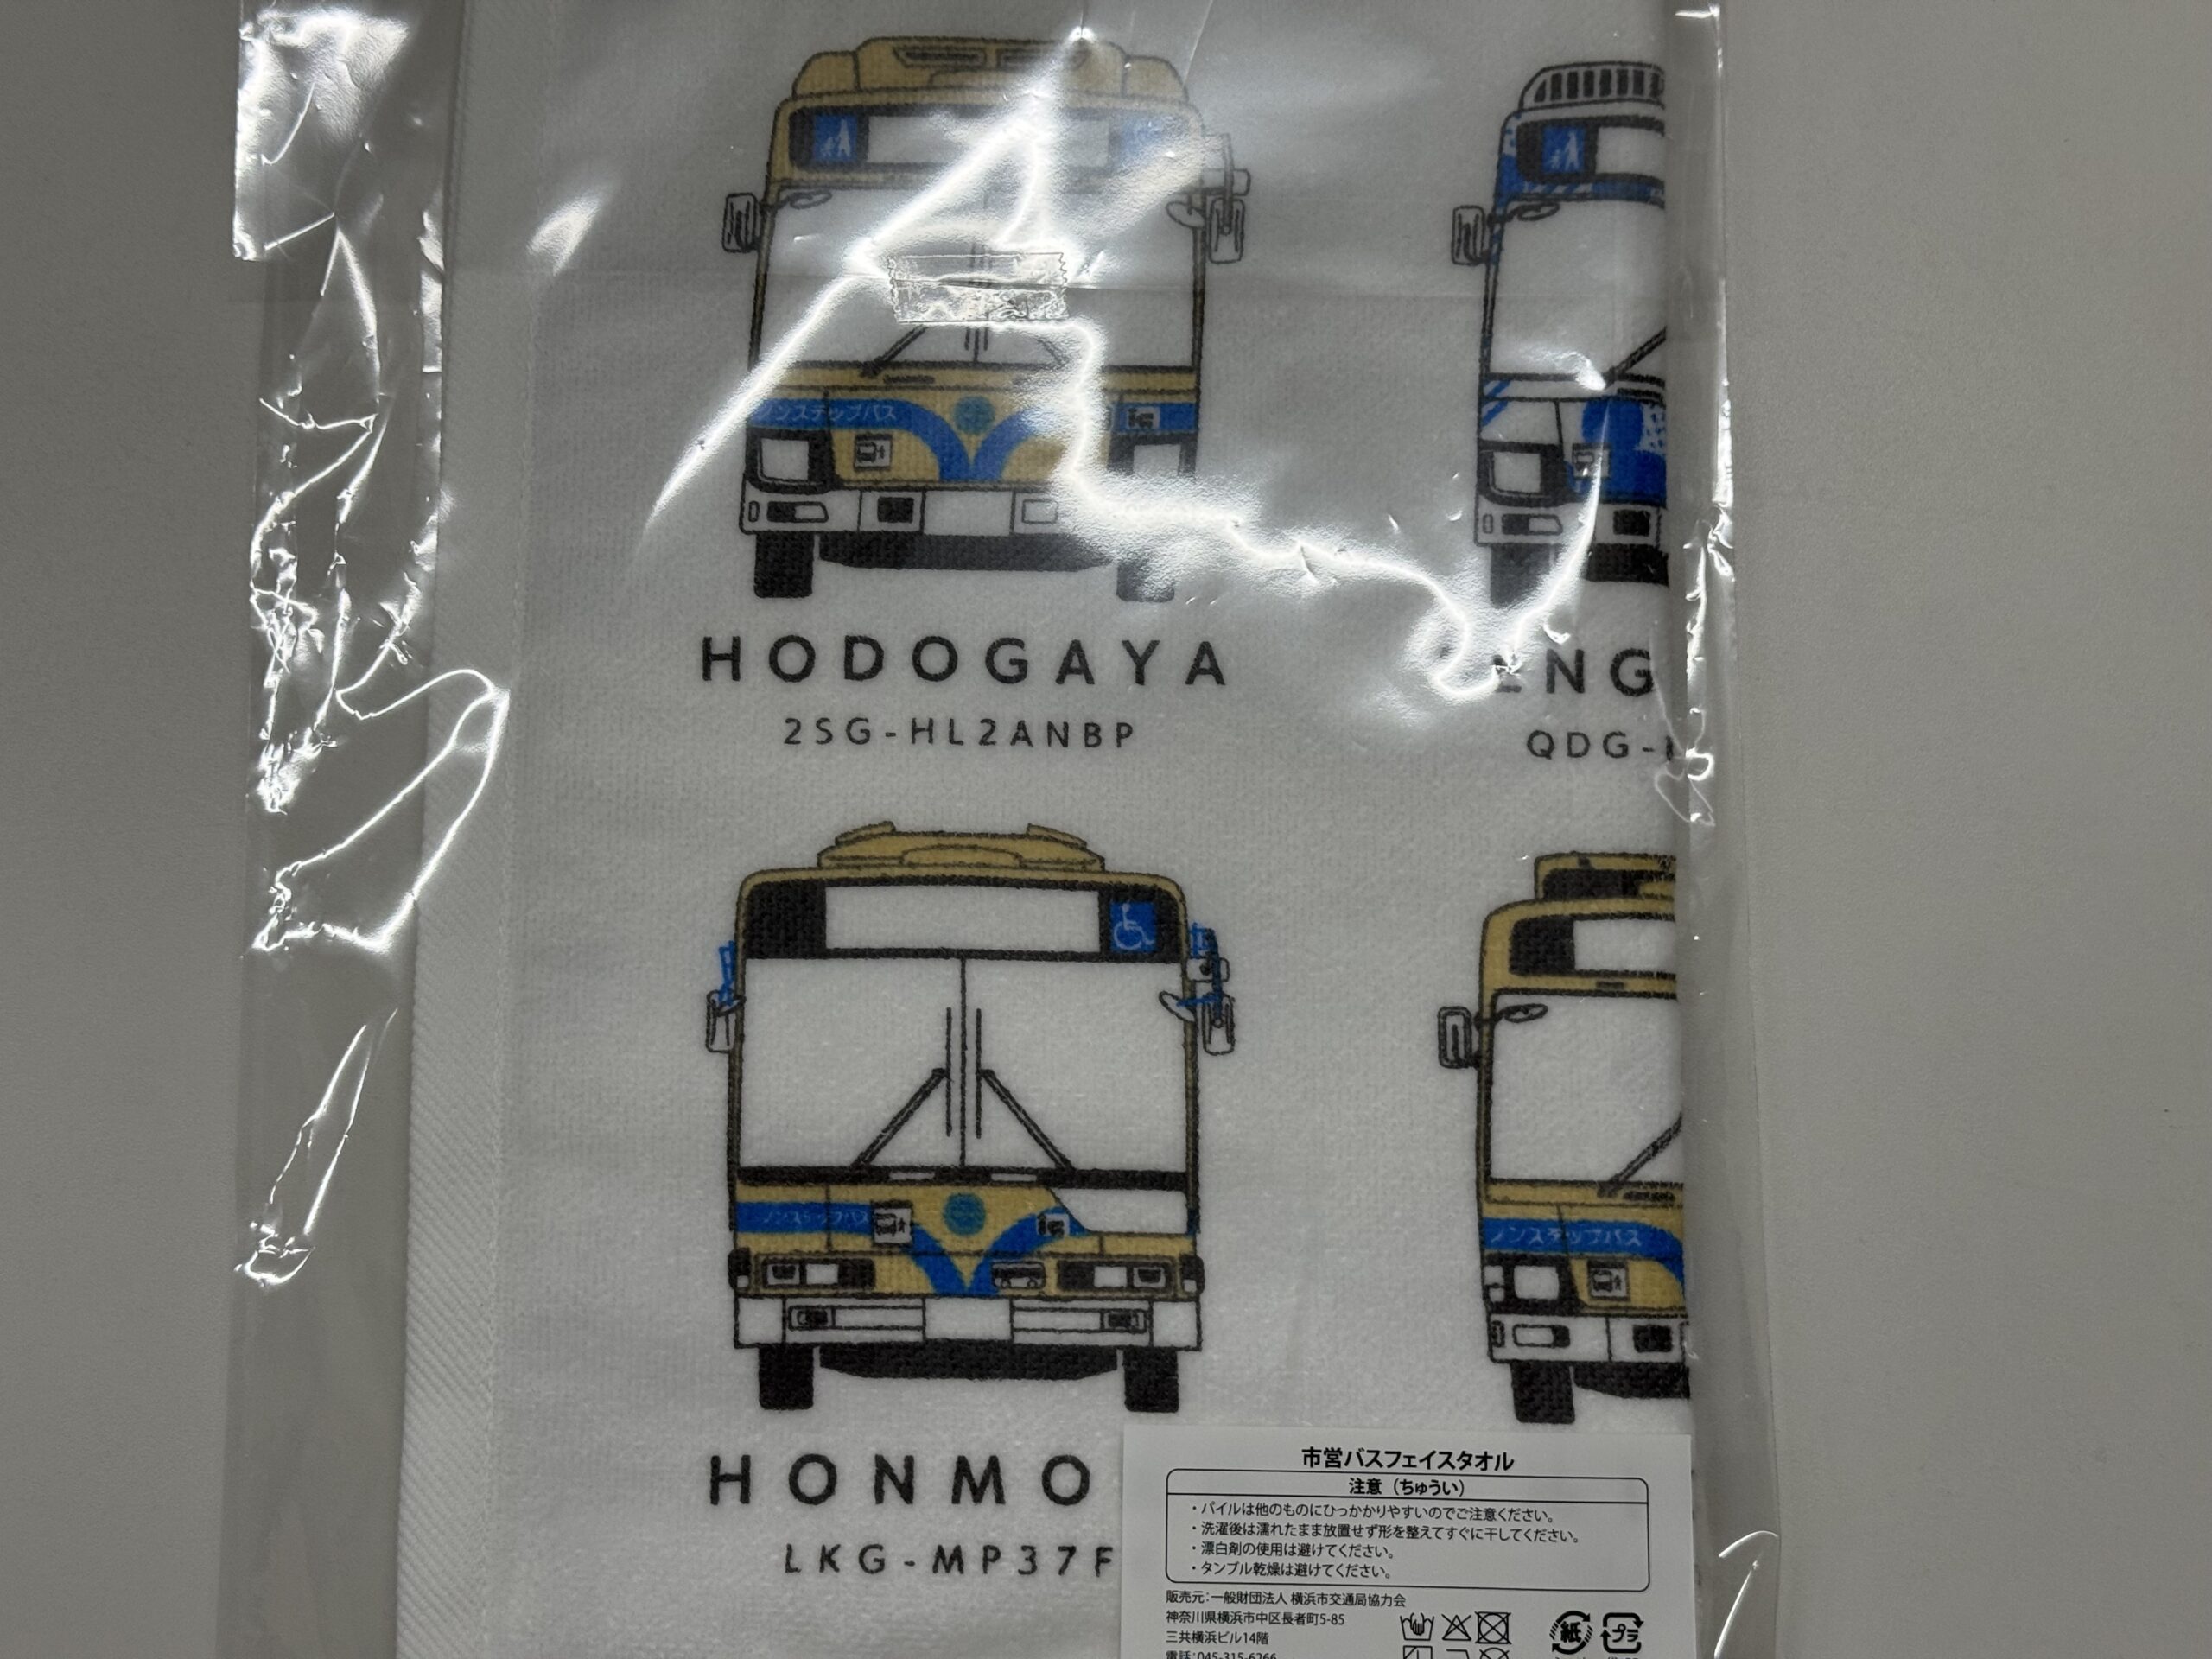 ノンステップバス
HODOGAYA
2SG-HL2ANBP
ENG
QDG-
ノンステップバス
ノンステップバス
HONMO
LKG-MP37F
市営バスフェイスタオル
注意（ちゅうい）
・パイルは他のものにひっかかりやすいのでご注意ください。
・洗濯後は濡れたまま放置せず形を整えてすぐに干してください。
・漂白剤の使用は避けてください。
・タンブル乾燥は避けてください。
販売元：一般財団法人 横浜市交通局協力会
神奈川県横浜市中区長者町5-85
三共横浜ビル14階
電話：045-315-6266
紙
プラ